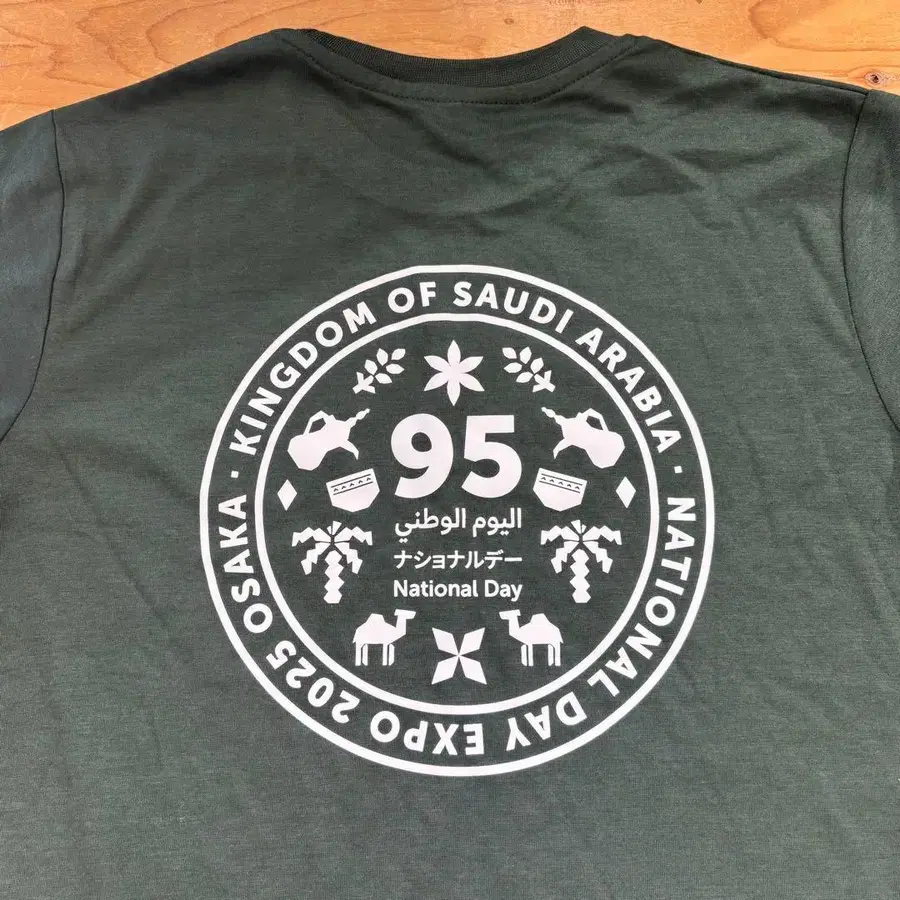 KINGDOM OF SAUDI ARABIA · NATIONAL DAY EXPO 2025 OSAKA ·
95
اليوم الوطني
ナショナルデー
National Day